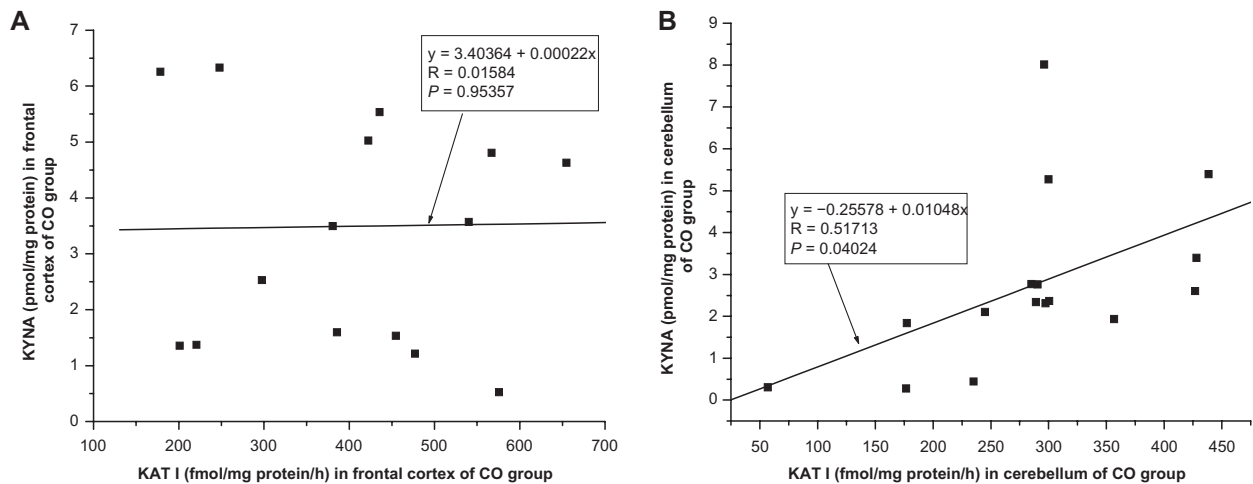 A
7
6
5
4
3
2
1
0
KYNA (pmol/mg protein) in frontal
cortex of CO group
y = 3.40364 + 0.00022x
R = 0.01584
P = 0.95357
100
200
300
400
500
600
700
KAT I (fmol/mg protein/h) in frontal cortex of CO group
B
9
8
7
6
5
4
3
2
1
0
KYNA (pmol/mg protein) in cerebellum
of CO group
y = −0.25578 + 0.01048x
R = 0.51713
P = 0.04024
50
100
150
200
250
300
350
400
450
KAT I (fmol/mg protein/h) in cerebellum of CO group